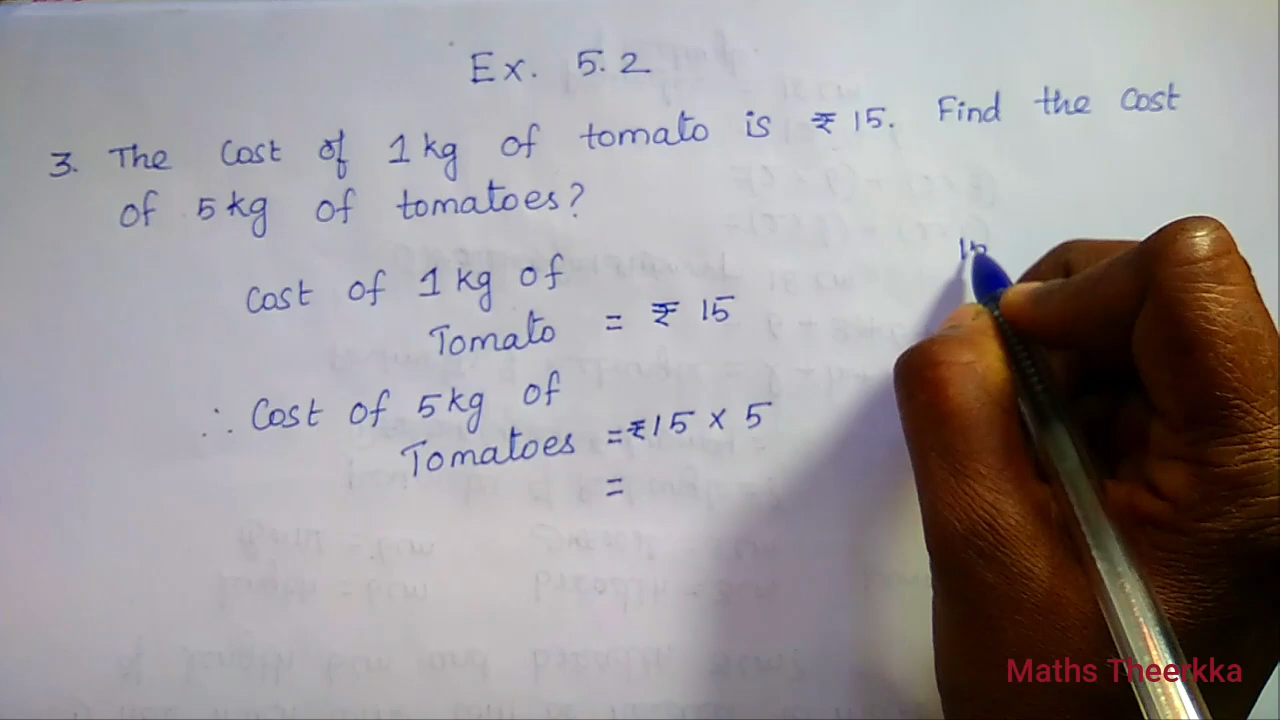 Ex. 5.2
3. The cost of 1 kg of tomato is ₹ 15. Find the cost
of 5 kg of tomatoes?
Cost of 1 kg of
Tomato = ₹ 15
∴ Cost of 5 kg of
Tomatoes = ₹ 15 × 5
=
Maths Theerkka